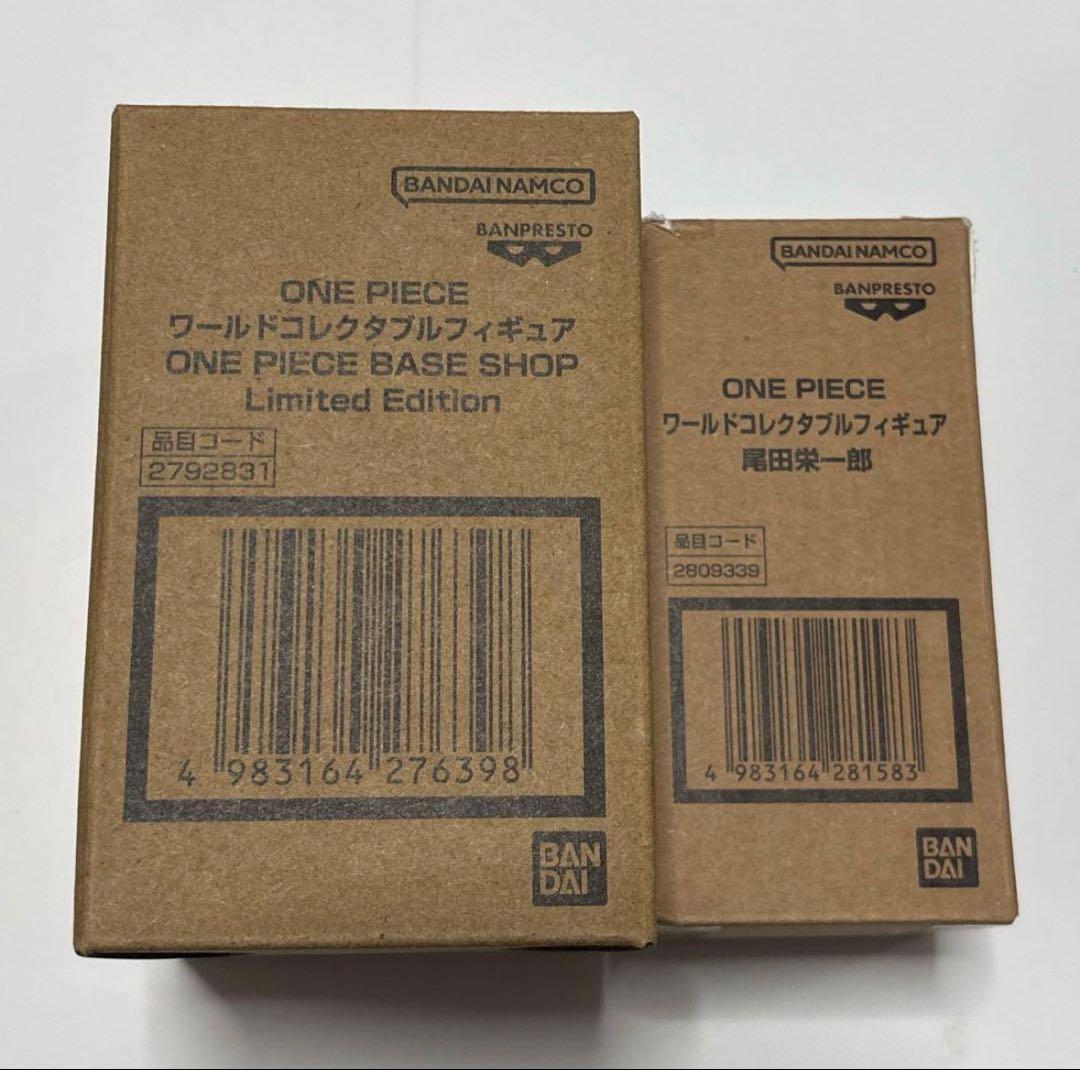 BANDAI NAMCO
BANPRESTO
ONE PIECE
ワールドコレクタブルフィギュア
ONE PIECE BASE SHOP
Limited Edition
品目コード
2792831
4 983164 276398
BAN
DAI
BANDAI NAMCO
BANPRESTO
ONE PIECE
ワールドコレクタブルフィギュア
尾田栄一郎
品目コード
2809339
4 983164 281583
BAN
DAI